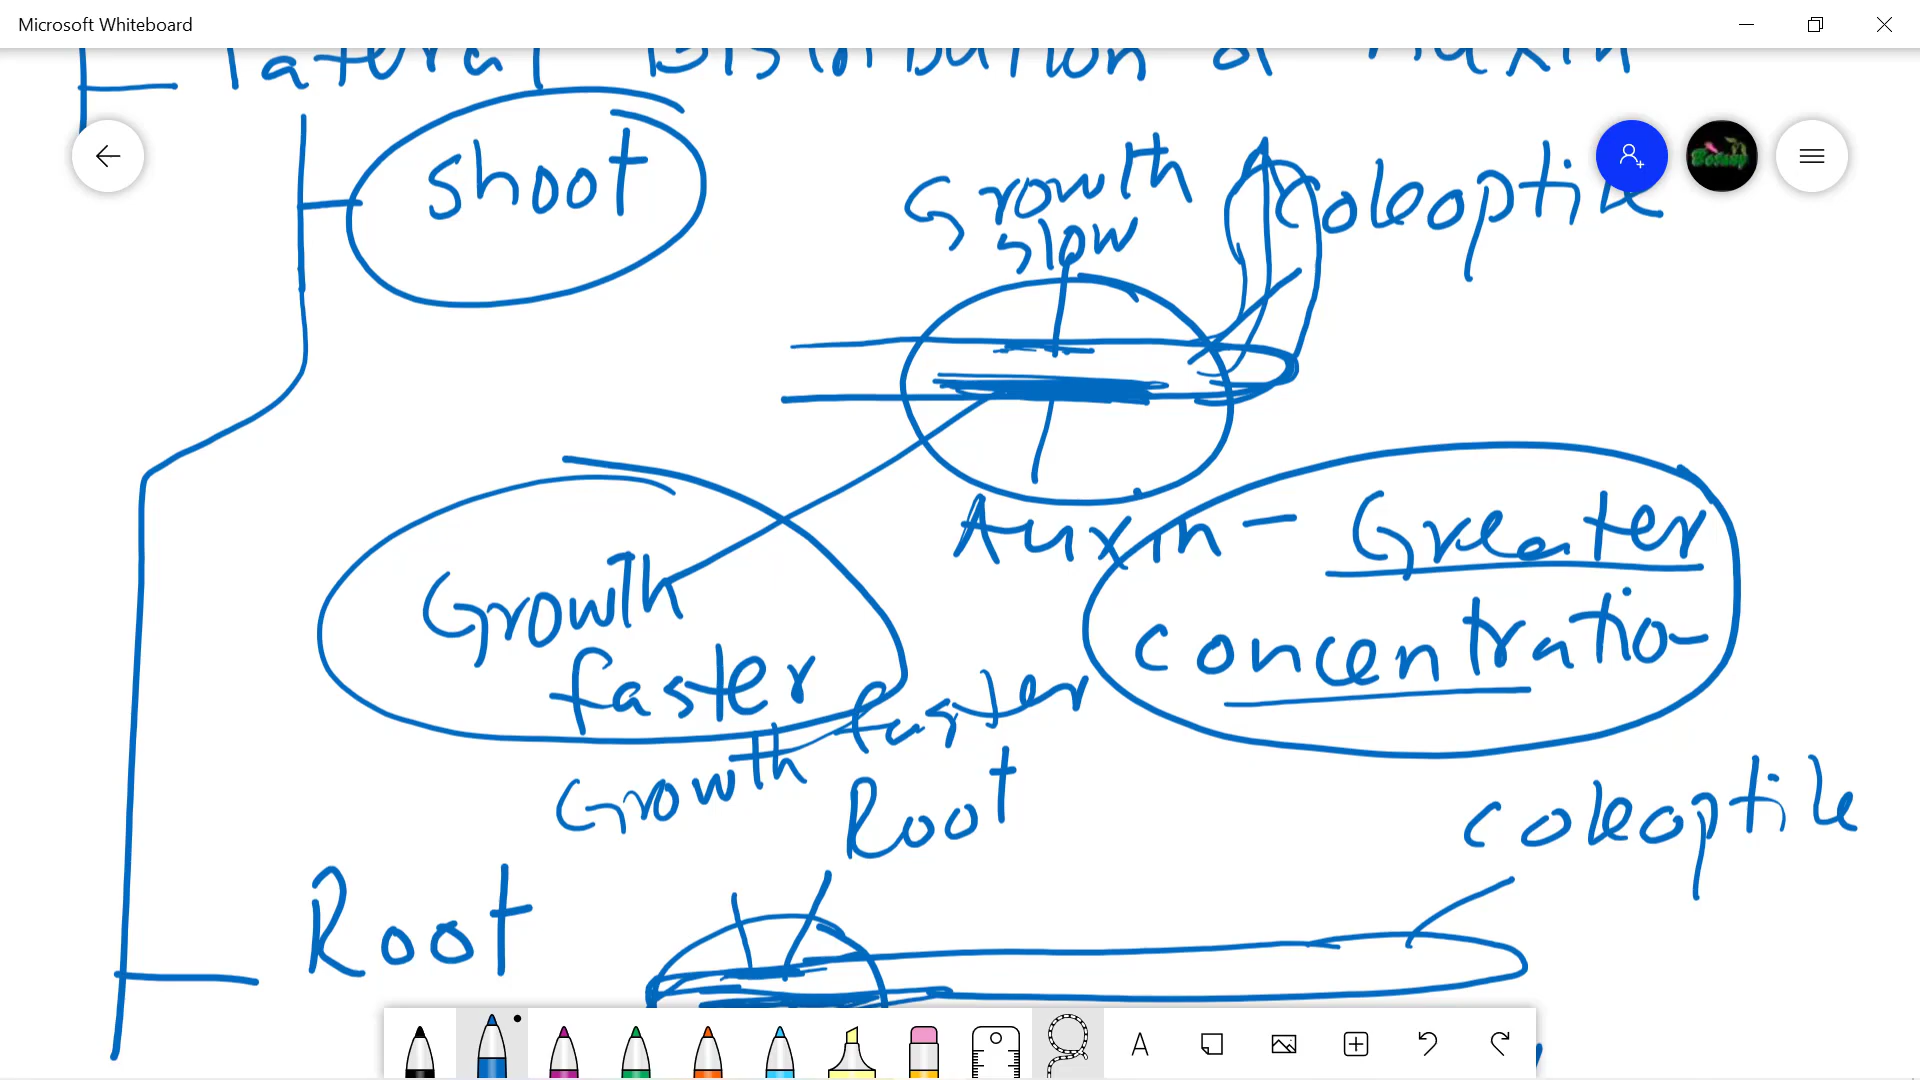 Microsoft Whiteboard
lateral Distribution of Auxin
shoot
Growth
slow
coleoptile
Auxin - Greater
concentratio-
Growth
faster
Growth faster
Root
coleoptile
Root
Botany
A